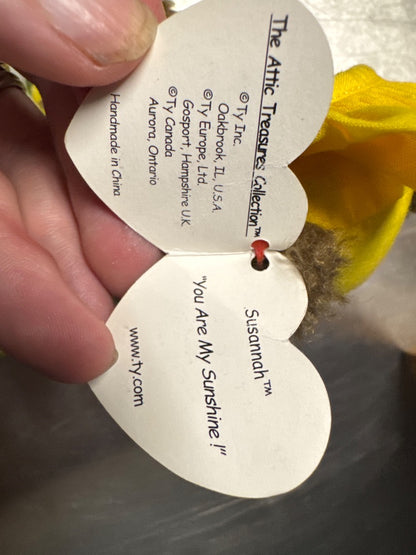 The Attic Treasures Collection™
© Ty Inc.
Oakbrook, IL, U.S.A.
© Ty Europe, Ltd.
Gosport, Hampshire U.K.
© Ty Canada
Aurora, Ontario
Handmade in China
Susannah™
"You Are My Sunshine !"
www.ty.com